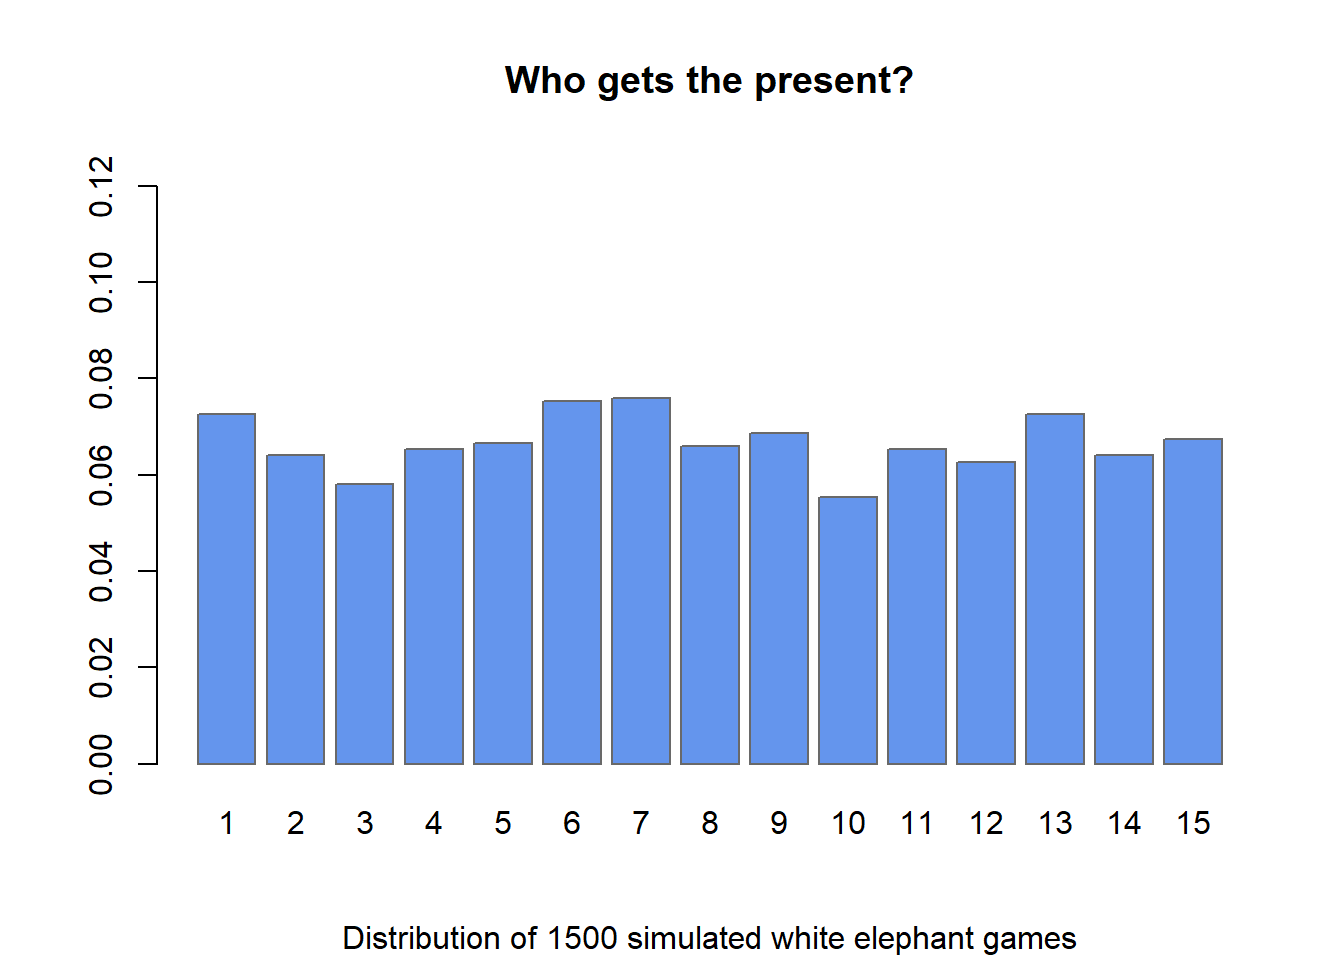 Who gets the present?
0.12
0.10
0.08
0.06
0.04
0.02
0.00
1 2 3 4 5 6 7 8 9 10 11 12 13 14 15
Distribution of 1500 simulated white elephant games